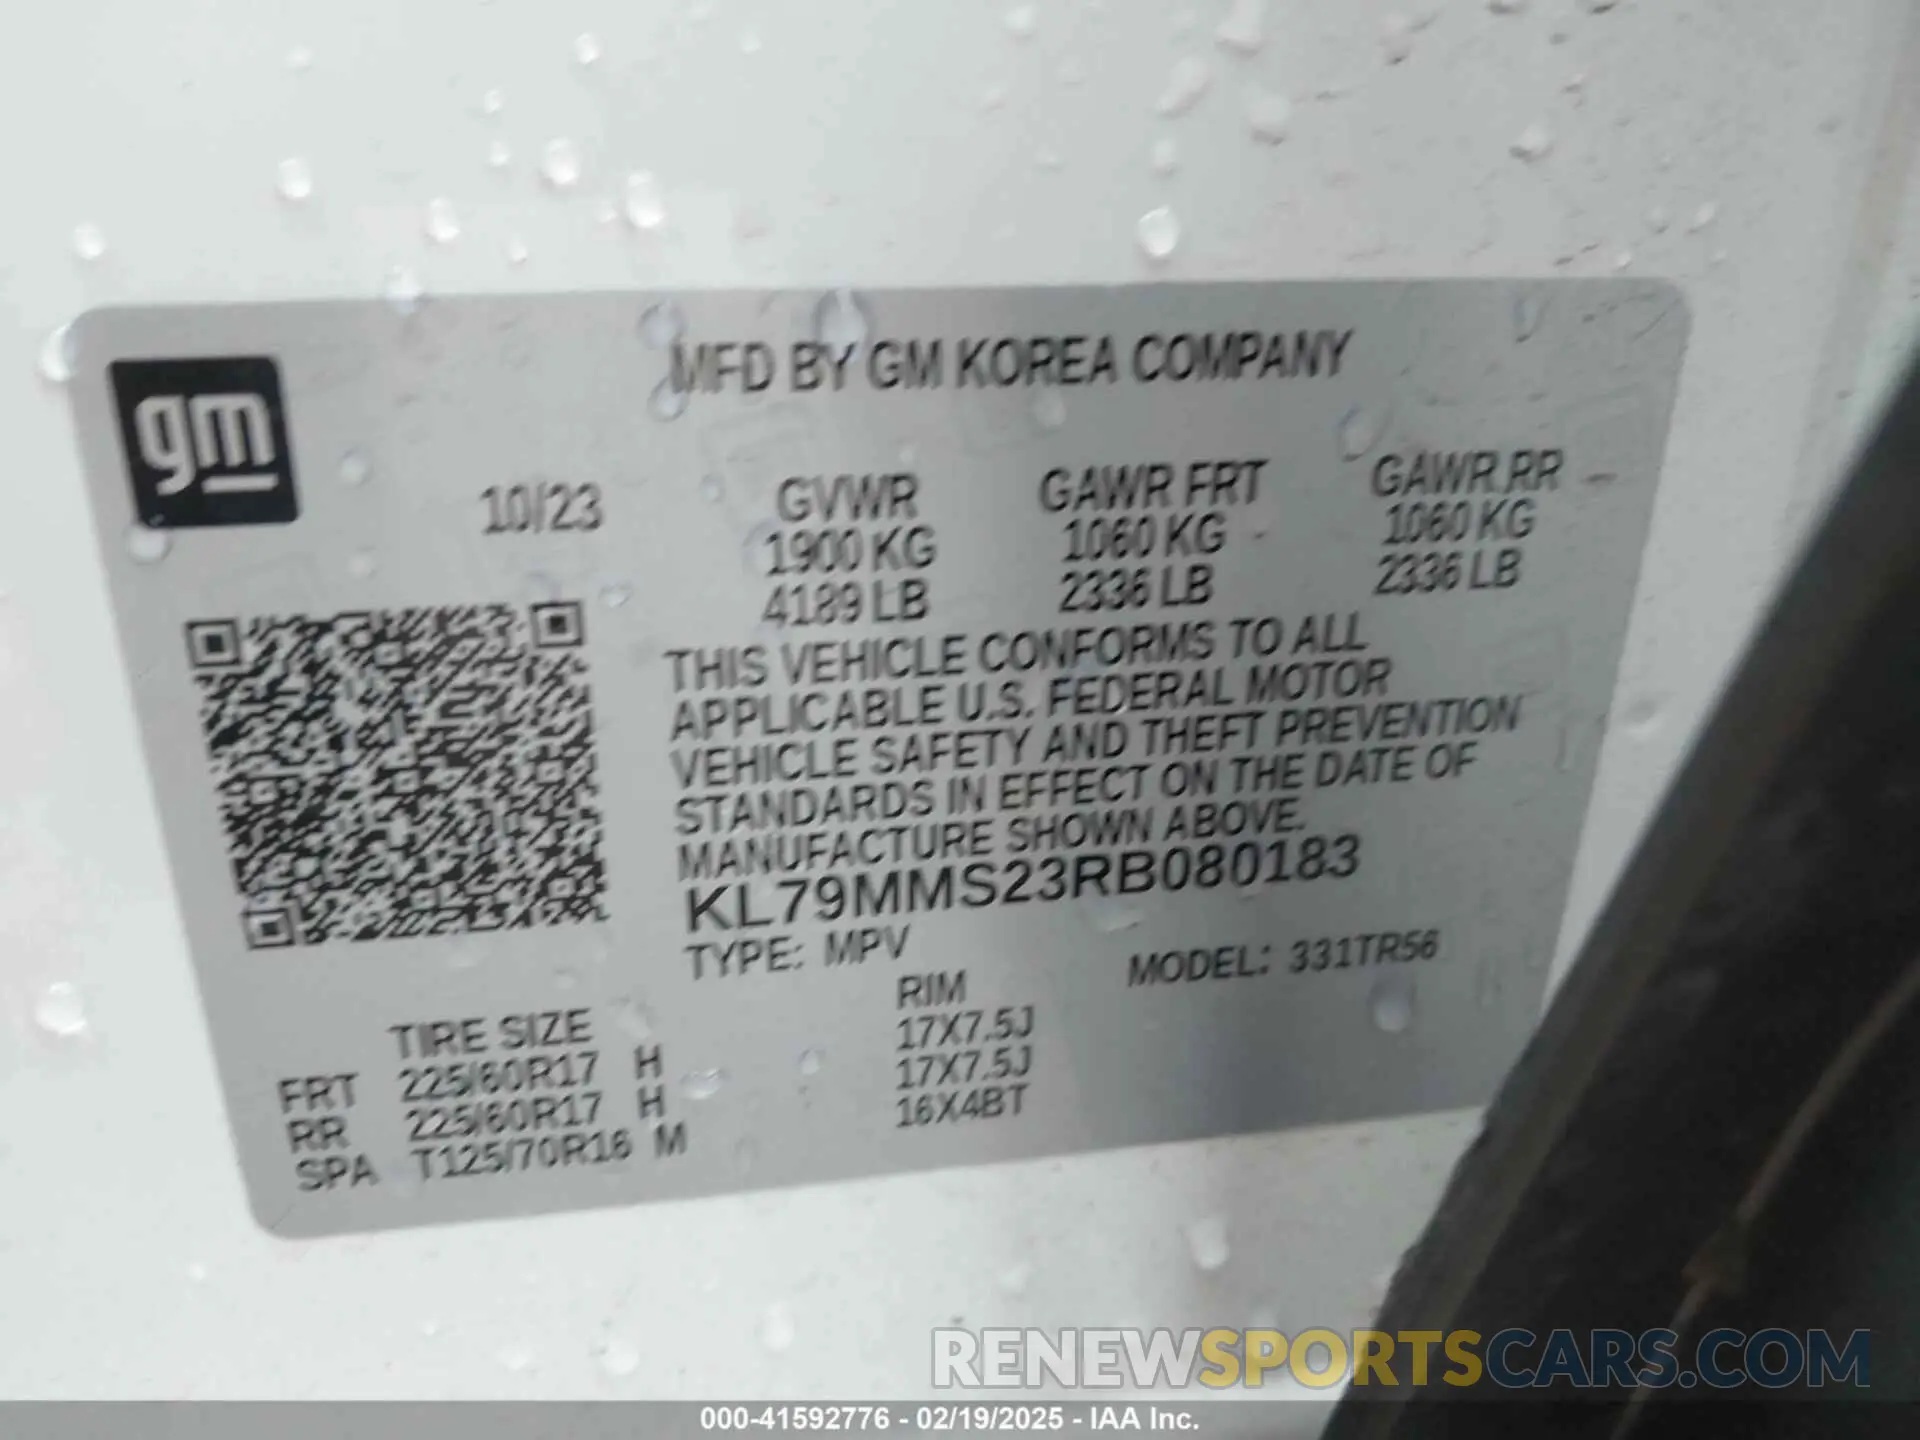 MFD BY GM KOREA COMPANY
gm
10/23 GVWR GAWR FRT GAWR RR
1900 KG 1060 KG 1060 KG
4189 LB 2336 LB 2336 LB
THIS VEHICLE CONFORMS TO ALL
APPLICABLE U.S. FEDERAL MOTOR
VEHICLE SAFETY AND THEFT PREVENTION
STANDARDS IN EFFECT ON THE DATE OF
MANUFACTURE SHOWN ABOVE.
KL79MMS23RB080183
TYPE: MPV MODEL: 331TR56
TIRE SIZE RIM
FRT 225/60R17 H 17X7.5J
RR 225/60R17 H 17X7.5J
SPA T125/70R16 M 16X4BT
RENEWSPORTSCARS.COM
000-41592776 - 02/19/2025 - IAA Inc.